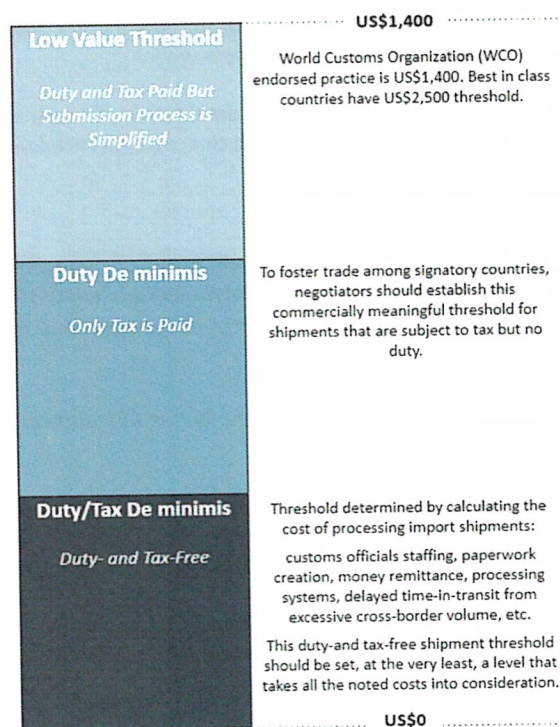 US$1,400
Low Value Threshold
Duty and Tax Paid But
Submission Process is
Simplified
World Customs Organization (WCO)
endorsed practice is US$1,400. Best in class
countries have US$2,500 threshold.
Duty De minimis
Only Tax is Paid
To foster trade among signatory countries,
negotiators should establish this
commercially meaningful threshold for
shipments that are subject to tax but no
duty.
Duty/Tax De minimis
Duty- and Tax-Free
Threshold determined by calculating the
cost of processing import shipments:
customs officials staffing, paperwork
creation, money remittance, processing
systems, delayed time-in-transit from
excessive cross-border volume, etc.
This duty-and tax-free shipment threshold
should be set, at the very least, a level that
takes all the noted costs into consideration.
US$0